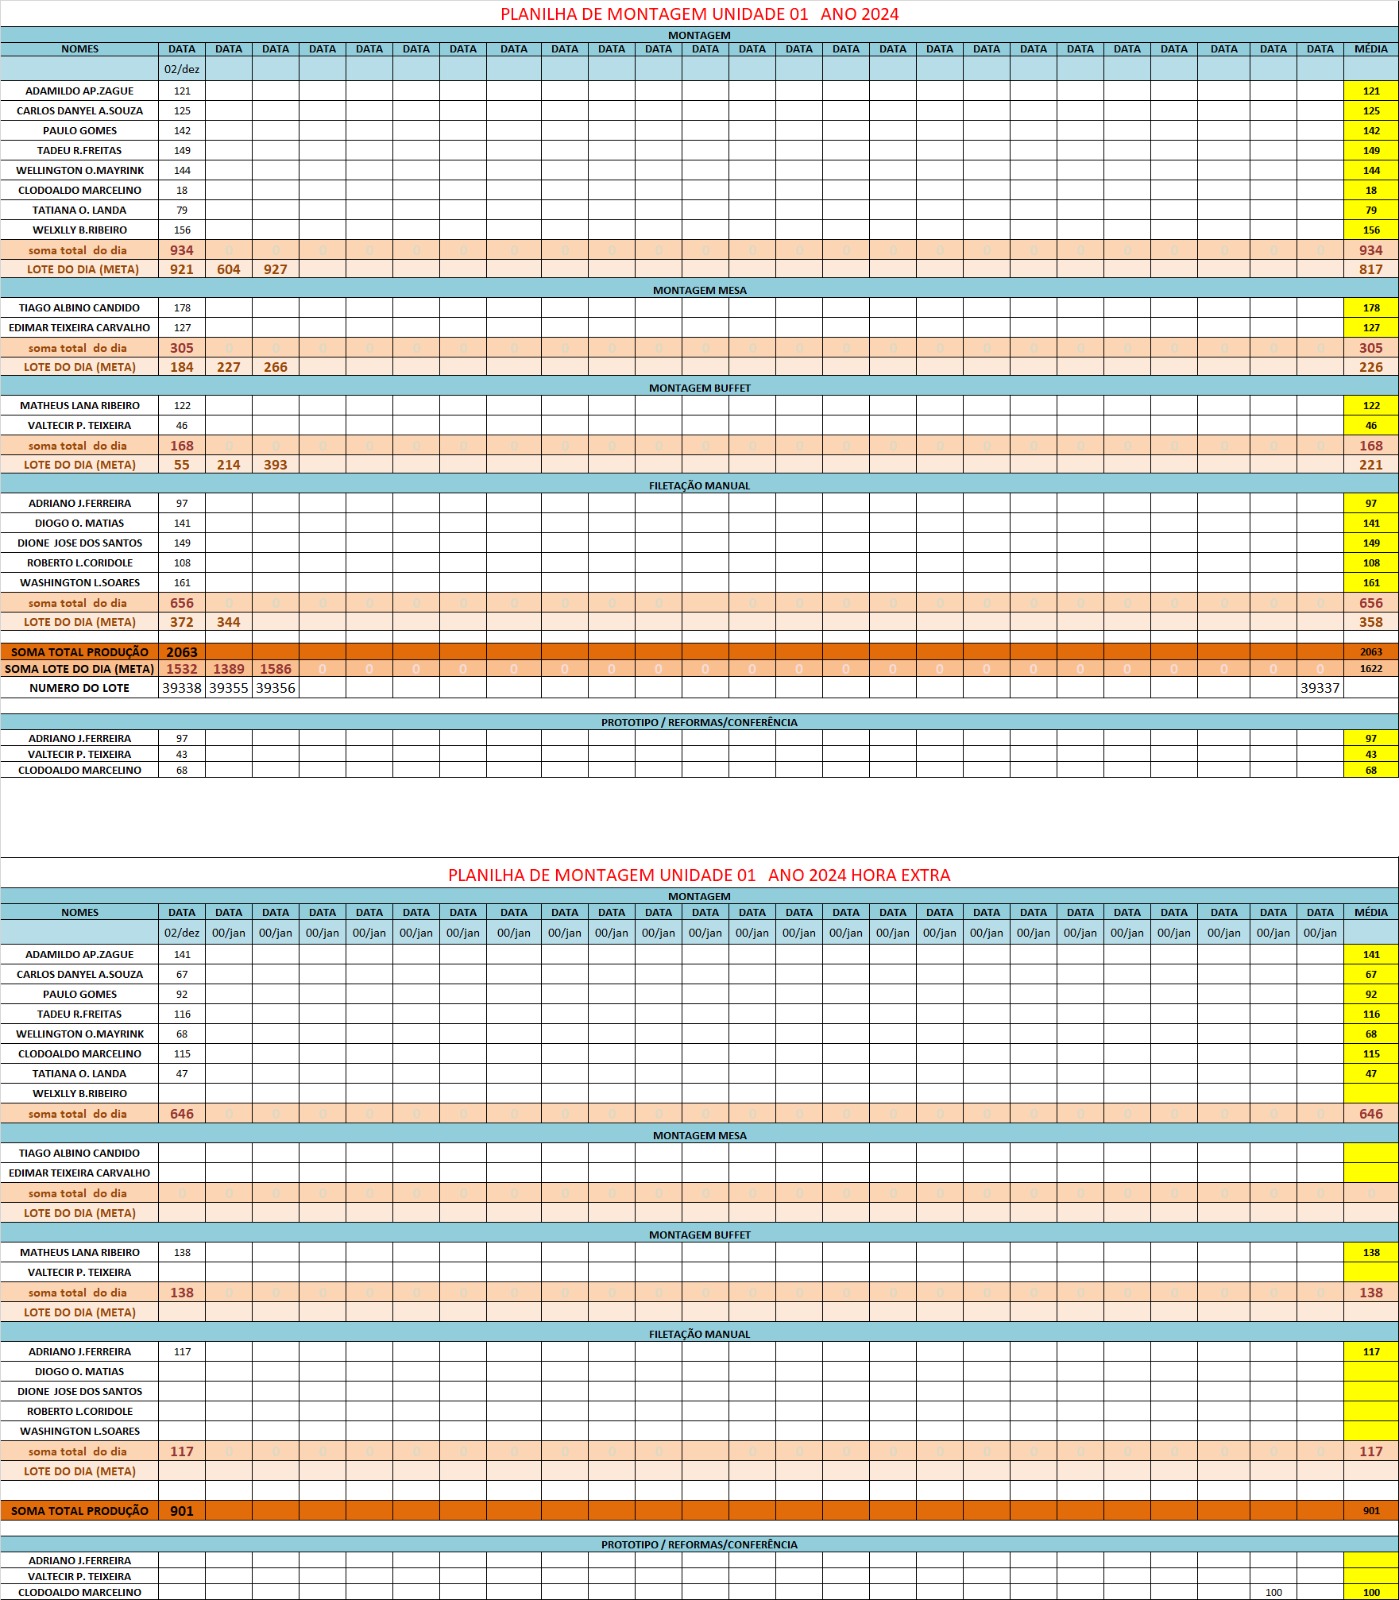 PLANILHA DE MONTAGEM UNIDADE 01 ANO 2024
MONTAGEM
NOMES DATA DATA DATA DATA DATA DATA DATA DATA DATA DATA DATA DATA DATA DATA DATA DATA DATA DATA DATA DATA DATA DATA DATA DATA MÉDIA
02/dez
ADAMILDO AP.ZAGUE 121 121
CARLOS DANYEL A.SOUZA 125 125
PAULO GOMES 142 142
TADEU R.FREITAS 149 149
WELLINGTON O.MAYRINK 144 144
CLODOALDO MARCELINO 18 18
TATIANA O. LANDA 79 79
WELXLLY B.RIBEIRO 156 156
soma total do dia 934 0 0 0 0 0 0 0 0 0 0 0 0 0 0 0 0 0 0 0 0 0 0 0 934
LOTE DO DIA (META) 921 604 927 817
MONTAGEM MESA
TIAGO ALBINO CANDIDO 178 178
EDIMAR TEIXEIRA CARVALHO 127 127
soma total do dia 305 0 0 0 0 0 0 0 0 0 0 0 0 0 0 0 0 0 0 0 0 0 0 0 305
LOTE DO DIA (META) 184 227 266 226
MONTAGEM BUFFET
MATHEUS LANA RIBEIRO 122 122
VALTECIR P. TEIXEIRA 46 46
soma total do dia 168 0 0 0 0 0 0 0 0 0 0 0 0 0 0 0 0 0 0 0 0 0 0 0 168
LOTE DO DIA (META) 55 214 393 221
FILETAÇÃO MANUAL
ADRIANO J.FERREIRA 97 97
DIOGO O. MATIAS 141 141
DIONE JOSE DOS SANTOS 149 149
ROBERTO L.CORIDOLE 108 108
WASHINGTON L.SOARES 161 161
soma total do dia 656 0 0 0 0 0 0 0 0 0 0 0 0 0 0 0 0 0 0 0 0 0 0 0 656
LOTE DO DIA (META) 372 344 358
SOMA TOTAL PRODUÇÃO 2063 2063
SOMA LOTE DO DIA (META) 1532 1389 1586 0 0 0 0 0 0 0 0 0 0 0 0 0 0 0 0 0 0 0 0 0 1622
NUMERO DO LOTE 39338 39355 39356 39337
PROTOTIPO / REFORMAS/CONFERÊNCIA
ADRIANO J.FERREIRA 97 97
VALTECIR P. TEIXEIRA 43 43
CLODOALDO MARCELINO 68 68
PLANILHA DE MONTAGEM UNIDADE 01 ANO 2024 HORA EXTRA
MONTAGEM
NOMES DATA DATA DATA DATA DATA DATA DATA DATA DATA DATA DATA DATA DATA DATA DATA DATA DATA DATA DATA DATA DATA DATA DATA DATA MÉDIA
02/dez 00/jan 00/jan 00/jan 00/jan 00/jan 00/jan 00/jan 00/jan 00/jan 00/jan 00/jan 00/jan 00/jan 00/jan 00/jan 00/jan 00/jan 00/jan 00/jan 00/jan 00/jan 00/jan 00/jan
ADAMILDO AP.ZAGUE 141 141
CARLOS DANYEL A.SOUZA 67 67
PAULO GOMES 92 92
TADEU R.FREITAS 116 116
WELLINGTON O.MAYRINK 68 68
CLODOALDO MARCELINO 115 115
TATIANA O. LANDA 47 47
WELXLLY B.RIBEIRO
soma total do dia 646 0 0 0 0 0 0 0 0 0 0 0 0 0 0 0 0 0 0 0 0 0 0 0 646
MONTAGEM MESA
TIAGO ALBINO CANDIDO
EDIMAR TEIXEIRA CARVALHO
soma total do dia 0 0 0 0 0 0 0 0 0 0 0 0 0 0 0 0 0 0 0 0 0 0 0 0 0
LOTE DO DIA (META)
MONTAGEM BUFFET
MATHEUS LANA RIBEIRO 138 138
VALTECIR P. TEIXEIRA
soma total do dia 138 0 0 0 0 0 0 0 0 0 0 0 0 0 0 0 0 0 0 0 0 0 0 0 138
LOTE DO DIA (META)
FILETAÇÃO MANUAL
ADRIANO J.FERREIRA 117 117
DIOGO O. MATIAS
DIONE JOSE DOS SANTOS
ROBERTO L.CORIDOLE
WASHINGTON L.SOARES
soma total do dia 117 0 0 0 0 0 0 0 0 0 0 0 0 0 0 0 0 0 0 0 0 0 0 0 117
LOTE DO DIA (META)
SOMA TOTAL PRODUÇÃO 901 901
PROTOTIPO / REFORMAS/CONFERÊNCIA
ADRIANO J.FERREIRA
VALTECIR P. TEIXEIRA
CLODOALDO MARCELINO 100 100